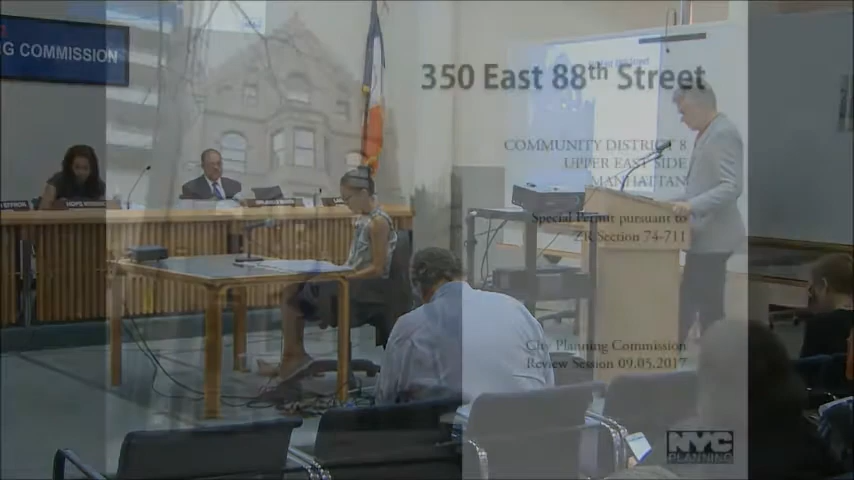 G COMMISSION
350 East 88th Street
COMMUNITY DISTRICT 8
UPPER EAST SIDE
MANHATTAN
Special Permit pursuant to
ZR Section 74-711
City Planning Commission
Review Session 09.05.2017
NYC
PLANNING